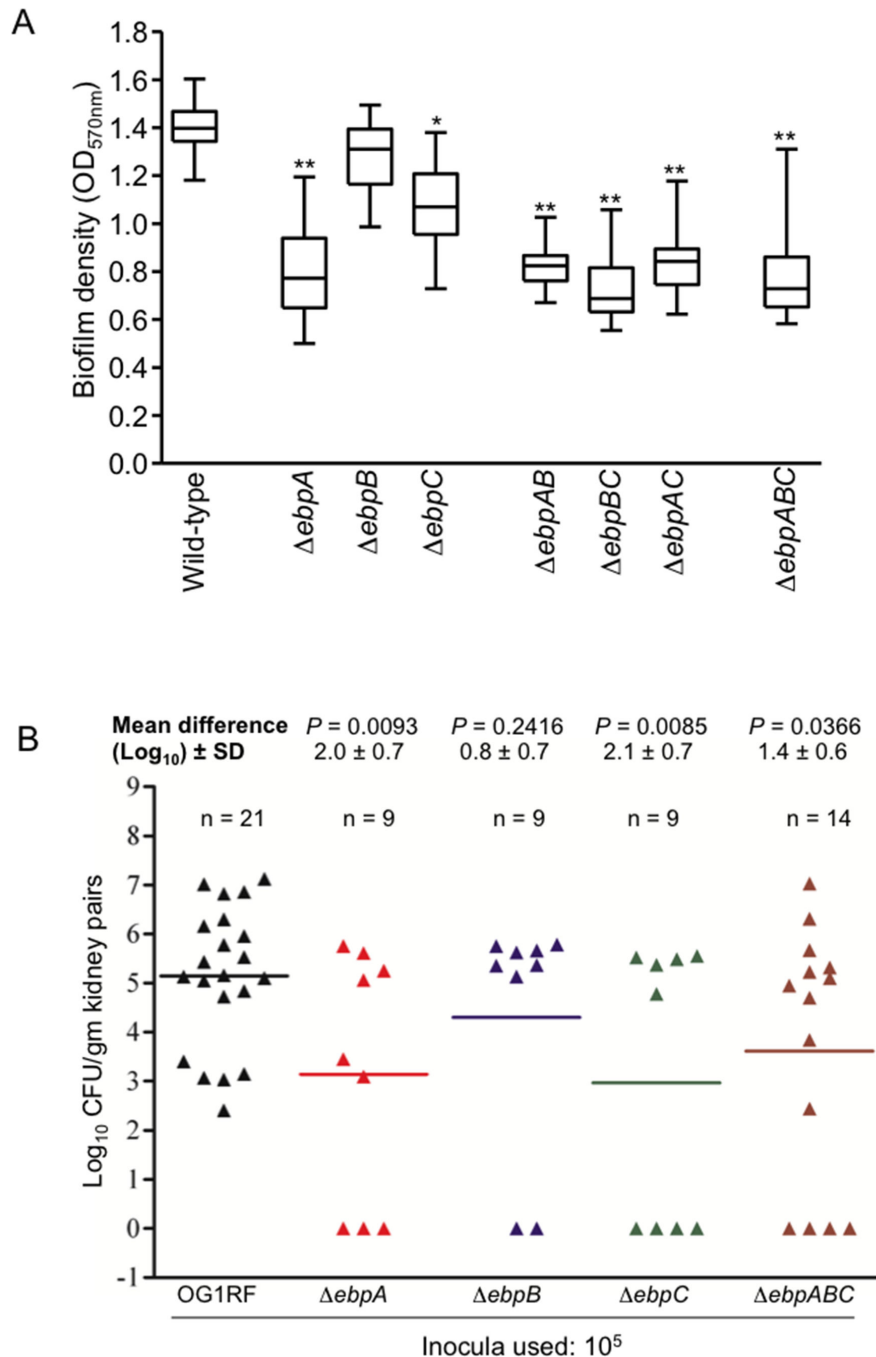 A
Biofilm density (OD570nm)
1.8
1.6
1.4
1.2
1.0
0.8
0.6
0.4
0.2
0.0
** * ** ** ** **
Wild-type ΔebpA ΔebpB ΔebpC ΔebpAB ΔebpBC ΔebpAC ΔebpABC
B
Mean difference P = 0.0093 P = 0.2416 P = 0.0085 P = 0.0366
(Log10) ± SD 2.0 ± 0.7 0.8 ± 0.7 2.1 ± 0.7 1.4 ± 0.6
n = 21 n = 9 n = 9 n = 9 n = 14
Log10 CFU/gm kidney pairs
9
8
7
6
5
4
3
2
1
0
-1
OG1RF ΔebpA ΔebpB ΔebpC ΔebpABC
Inocula used: 10⁵